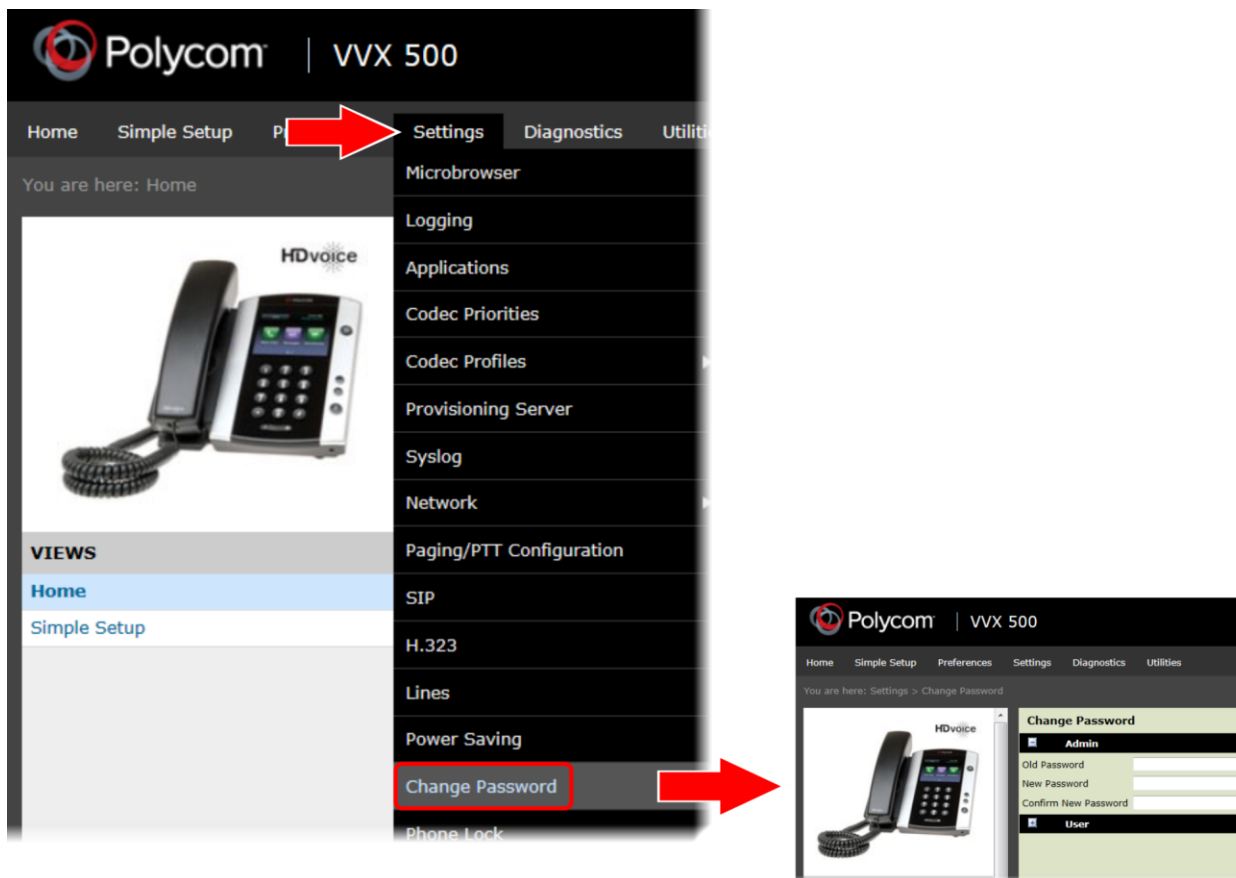 Polycom | VVX 500
Home Simple Setup Settings Diagnostics
You are here: Home
HDvoice
VIEWS
Home
Simple Setup
Microbrowser
Logging
Applications
Codec Priorities
Codec Profiles
Provisioning Server
Syslog
Network
Paging/PTT Configuration
SIP
H.323
Lines
Power Saving
Change Password
Phone Lock
Polycom | VVX 500
Home Simple Setup Preferences Settings Diagnostics Utilities
You are here: Settings > Change Password
HDvoice
Change Password
Admin
Old Password
New Password
Confirm New Password
User